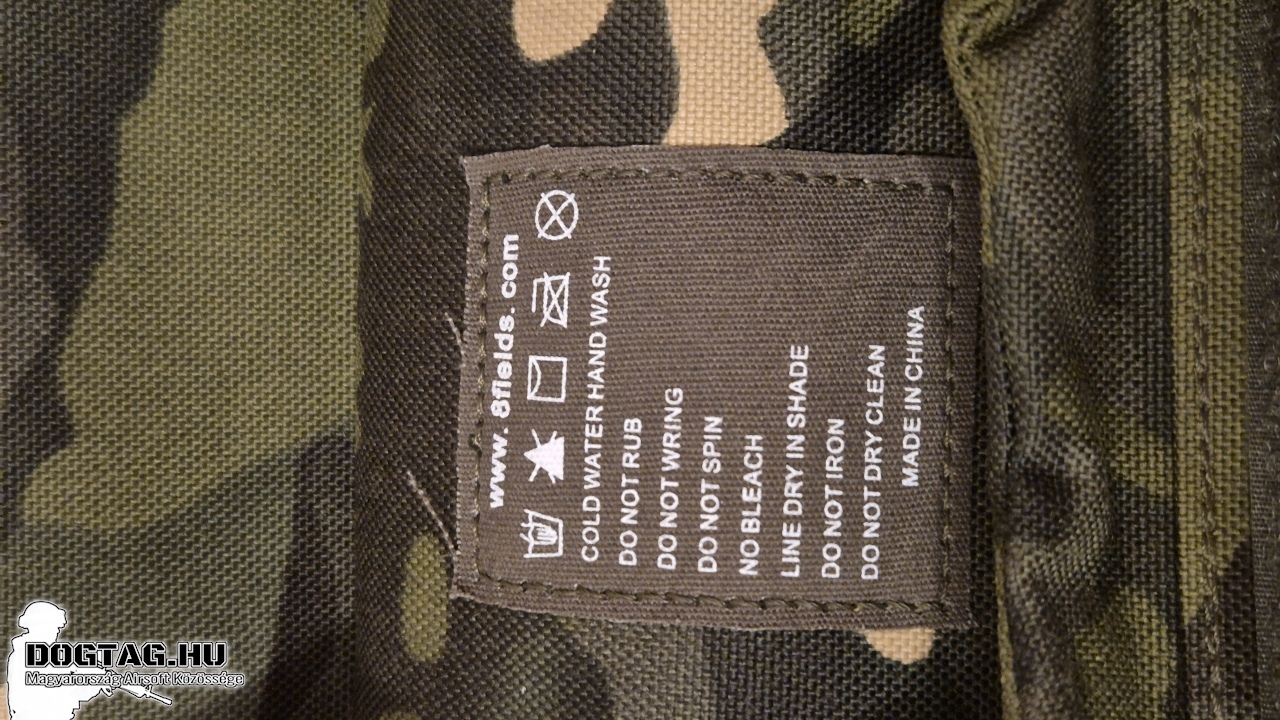 www. 8fields. com
COLD WATER HAND WASH
DO NOT RUB
DO NOT WRING
DO NOT SPIN
NO BLEACH
LINE DRY IN SHADE
DO NOT IRON
DO NOT DRY CLEAN
MADE IN CHINA
DOGTAG.HU
Magyarország Airsoft Közössége